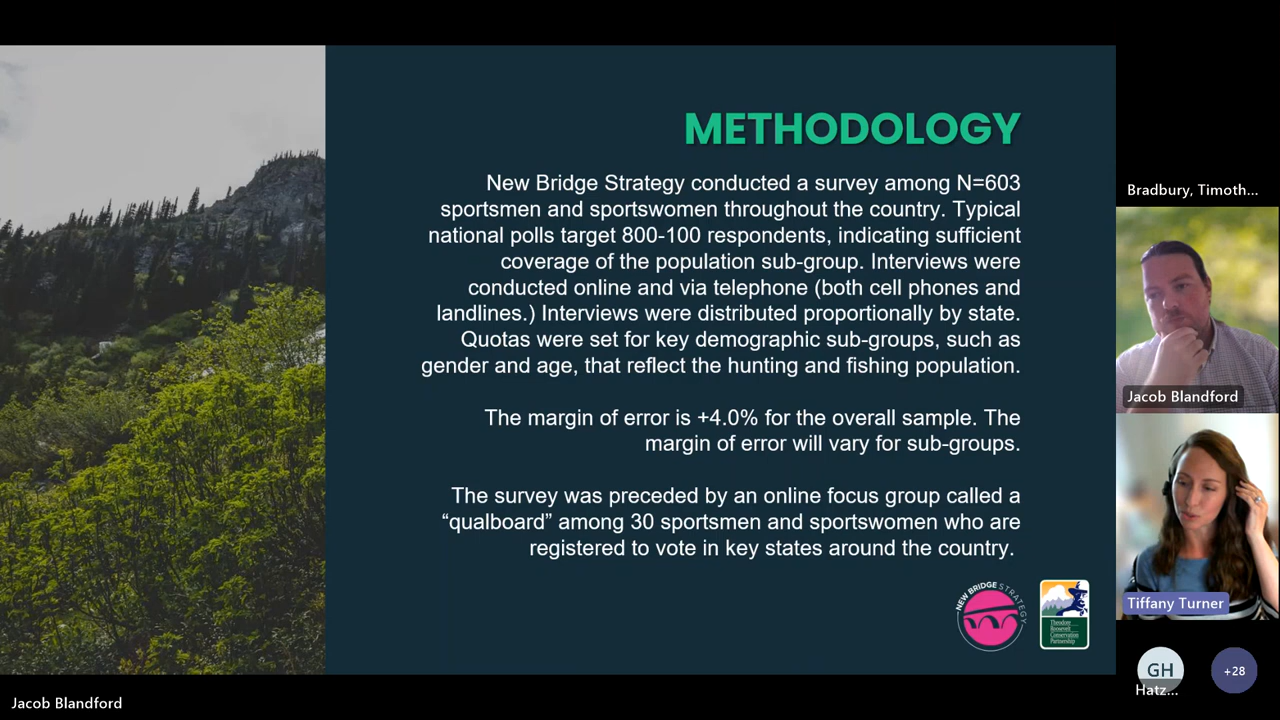 METHODOLOGY
New Bridge Strategy conducted a survey among N=603
sportsmen and sportswomen throughout the country. Typical
national polls target 800-100 respondents, indicating sufficient
coverage of the population sub-group. Interviews were
conducted online and via telephone (both cell phones and
landlines.) Interviews were distributed proportionally by state.
Quotas were set for key demographic sub-groups, such as
gender and age, that reflect the hunting and fishing population.
The margin of error is +4.0% for the overall sample. The
margin of error will vary for sub-groups.
The survey was preceded by an online focus group called a
“qualboard” among 30 sportsmen and sportswomen who are
registered to vote in key states around the country.
NEW BRIDGE STRATEGY
Theodore
Roosevelt
Conservation
Partnership
Bradbury, Timoth...
Jacob Blandford
Tiffany Turner
GH
Hatz...
+28
Jacob Blandford